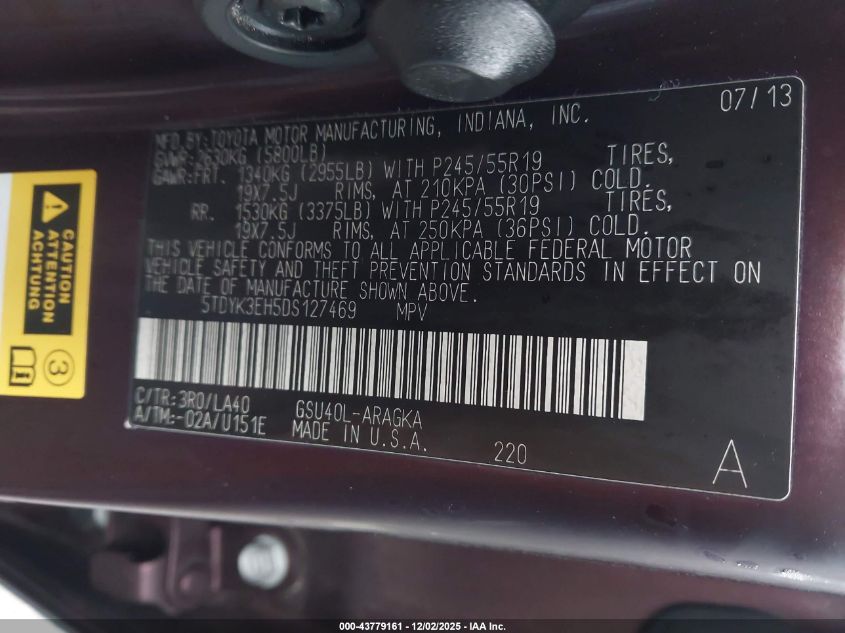 07/13
MFD.BY:TOYOTA MOTOR MANUFACTURING, INDIANA, INC.
GVWR:2630KG (5800LB)
GAWR:FRT. 1340KG (2955LB) WITH P245/55R19 TIRES,
19X7.5J RIMS, AT 210KPA (30PSI) COLD.
RR. 1530KG (3375LB) WITH P245/55R19 TIRES,
19X7.5J RIMS, AT 250KPA (36PSI) COLD.
THIS VEHICLE CONFORMS TO ALL APPLICABLE FEDERAL MOTOR
VEHICLE SAFETY AND THEFT PREVENTION STANDARDS IN EFFECT ON
THE DATE OF MANUFACTURE SHOWN ABOVE.
5TDYK3EH5DS127469 MPV
C/TR:3R0/LA40 GSU40L-ARAGKA
A/TM:-02A/U151E MADE IN U.S.A.
220
A
CAUTION
ATTENTION
ACHTUNG
3
000-43779161 - 12/02/2025 - IAA Inc.